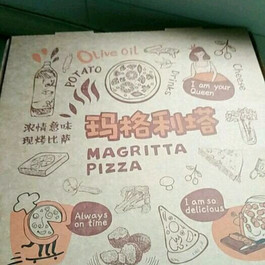 Olive oil
POTATO
Drinks
I am your
Queen
Cheese
浓情意味
现烤比萨
玛格利塔
MAGRITTA
PIZZA
Always
on time
I am so
delicious